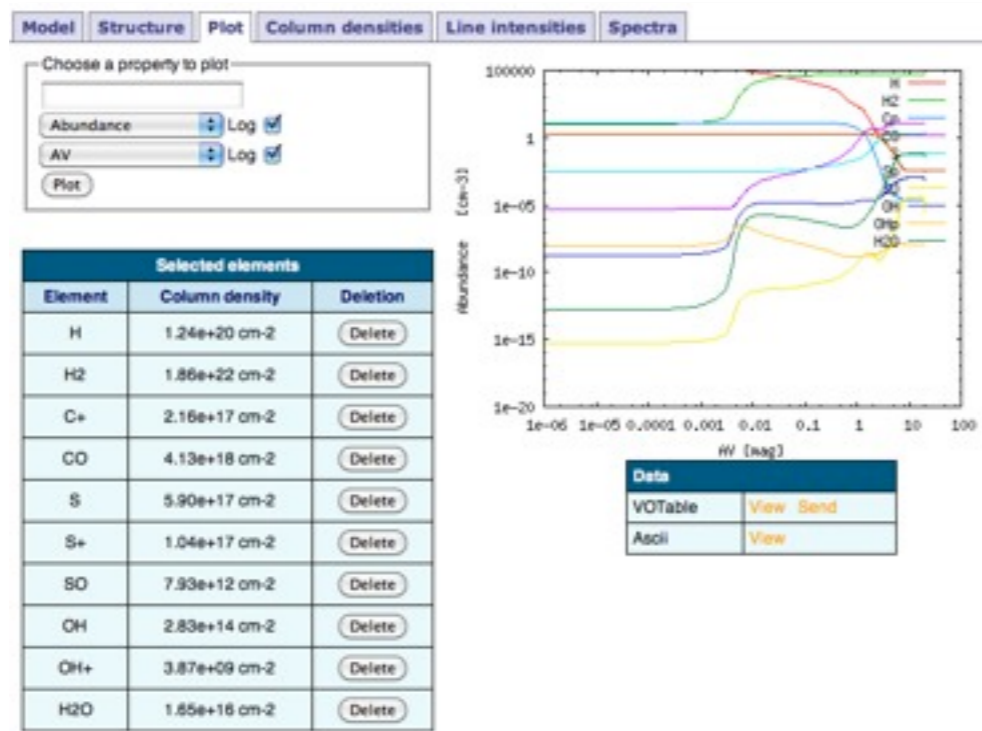 Model Structure Plot Column densities Line intensities Spectra
Choose a property to plot
Abundance Log
AV Log
Plot
Selected elements
Element Column density Deletion
H 1.24e+20 cm-2 Delete
H2 1.86e+22 cm-2 Delete
C+ 2.16e+17 cm-2 Delete
CO 4.13e+18 cm-2 Delete
S 5.90e+17 cm-2 Delete
S+ 1.04e+17 cm-2 Delete
SO 7.93e+12 cm-2 Delete
OH 2.83e+14 cm-2 Delete
OH+ 3.87e+09 cm-2 Delete
H2O 1.65e+16 cm-2 Delete
100000
1
1e-05
1e-10
1e-15
1e-20
Abundance [cm-3]
H
H2
Cp
CO
OH
OHp
H2O
1e-06 1e-05 0.0001 0.001 0.01 0.1 1 10 100
AV [mag]
Data
VOTable View Send
Ascii View